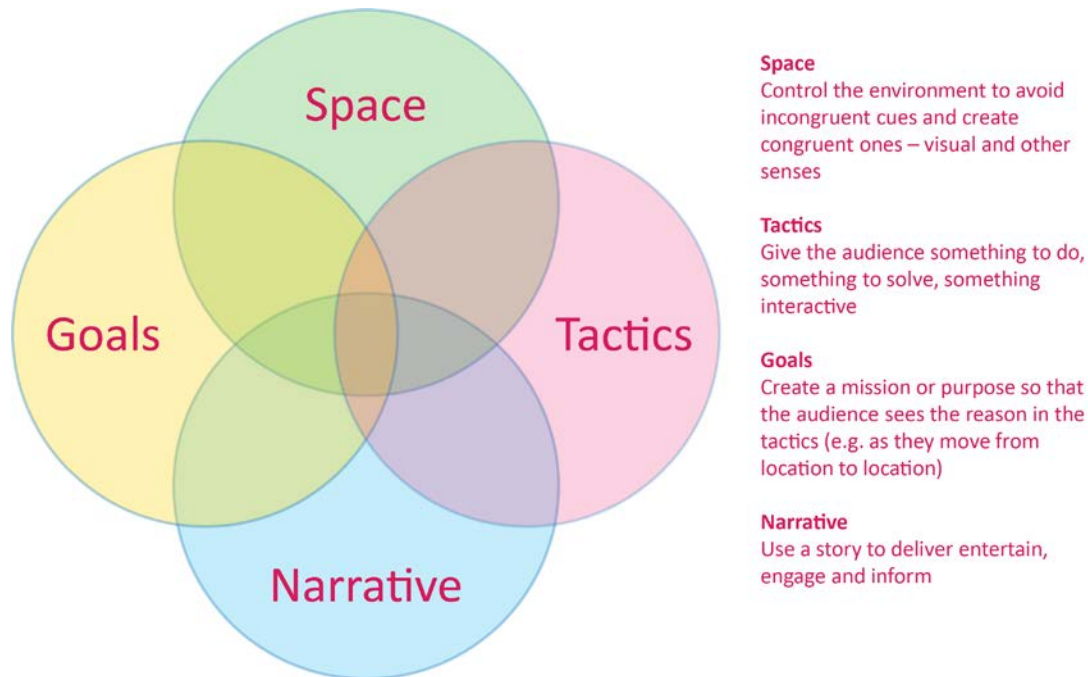 Space
Goals
Tactics
Narrative
Space
Control the environment to avoid
incongruent cues and create
congruent ones – visual and other
senses
Tactics
Give the audience something to do,
something to solve, something
interactive
Goals
Create a mission or purpose so that
the audience sees the reason in the
tactics (e.g. as they move from
location to location)
Narrative
Use a story to deliver entertain,
engage and inform